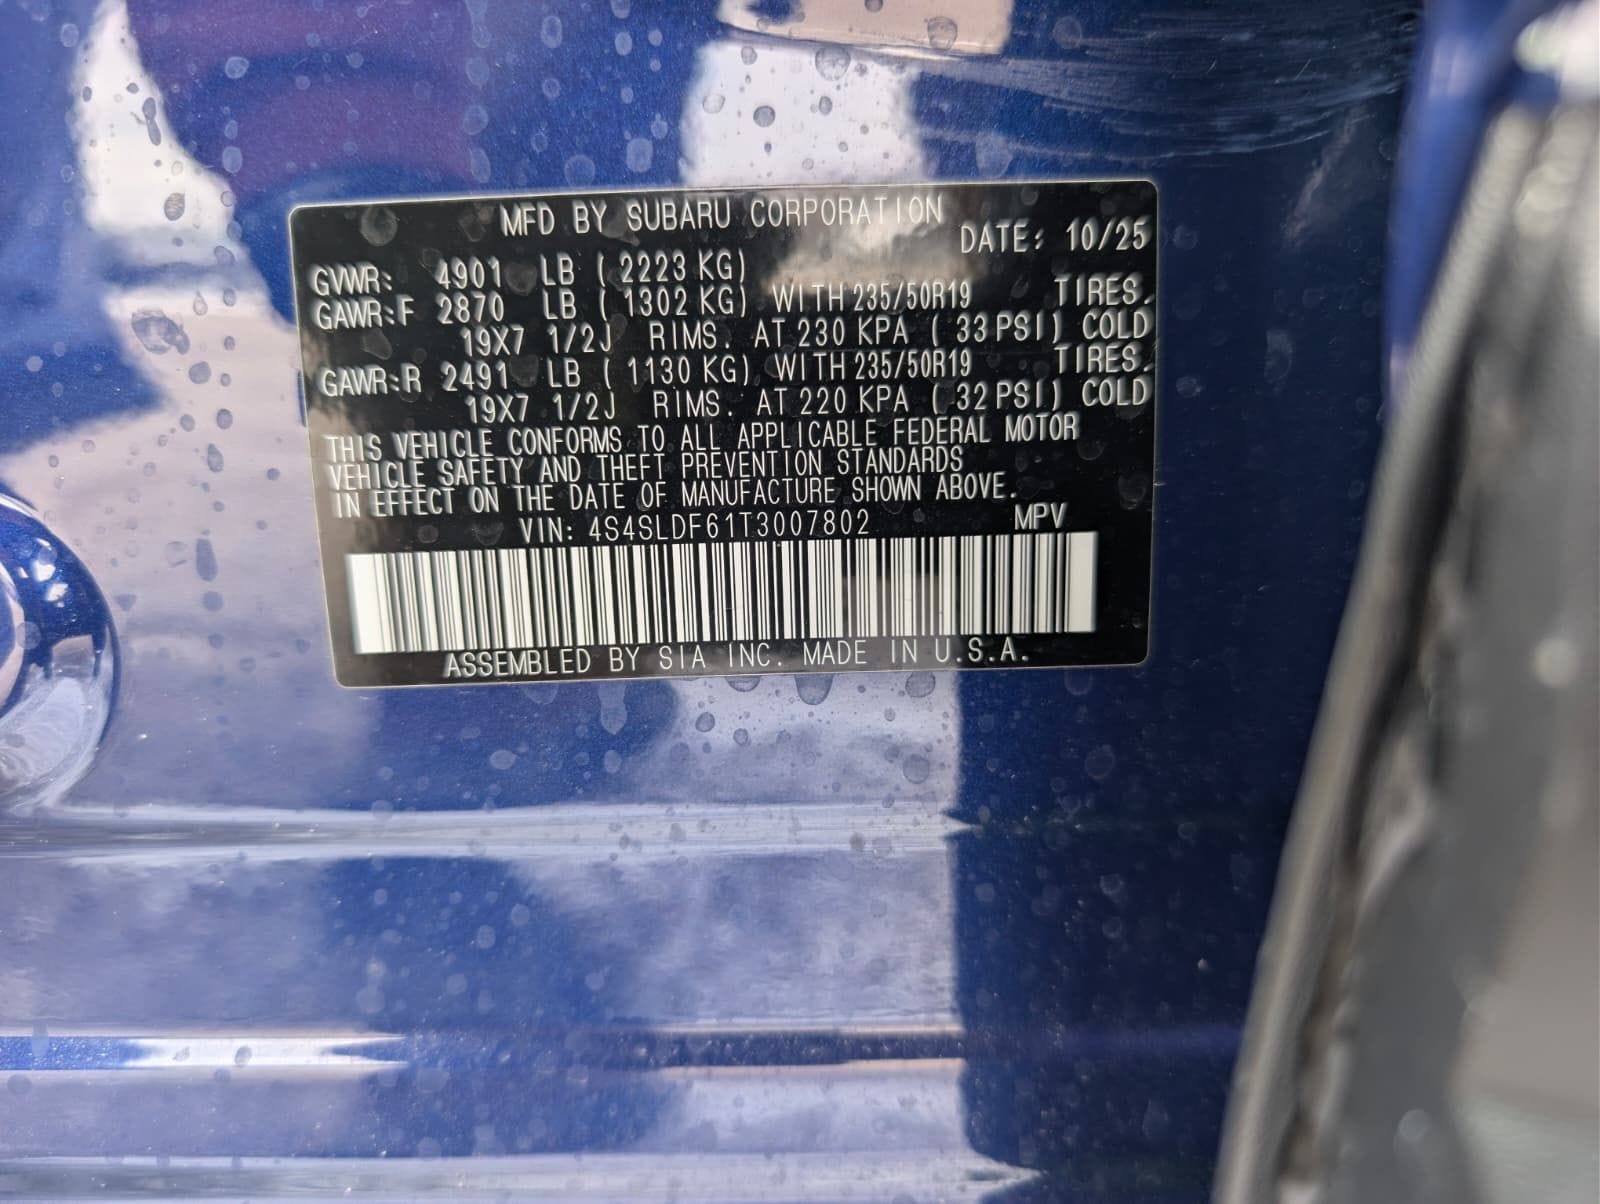 MFD BY SUBARU CORPORATION
DATE: 10/25
GVWR: 4901 LB ( 2223 KG)
GAWR:F 2870 LB ( 1302 KG) WITH 235/50R19 TIRES.
19X7 1/2J RIMS. AT 230 KPA ( 33 PSI) COLD
GAWR:R 2491 LB ( 1130 KG) WITH 235/50R19 TIRES.
19X7 1/2J RIMS. AT 220 KPA ( 32 PSI) COLD
THIS VEHICLE CONFORMS TO ALL APPLICABLE FEDERAL MOTOR
VEHICLE SAFETY AND THEFT PREVENTION STANDARDS
IN EFFECT ON THE DATE OF MANUFACTURE SHOWN ABOVE.
VIN: 4S4SLDF61T3007802 MPV
ASSEMBLED BY SIA INC. MADE IN U.S.A.